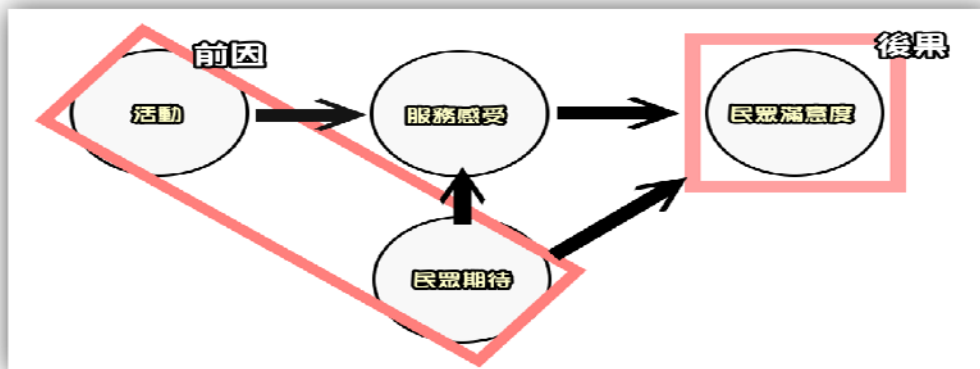 前因
後果
活動
服務感受
民眾滿意度
民眾期待